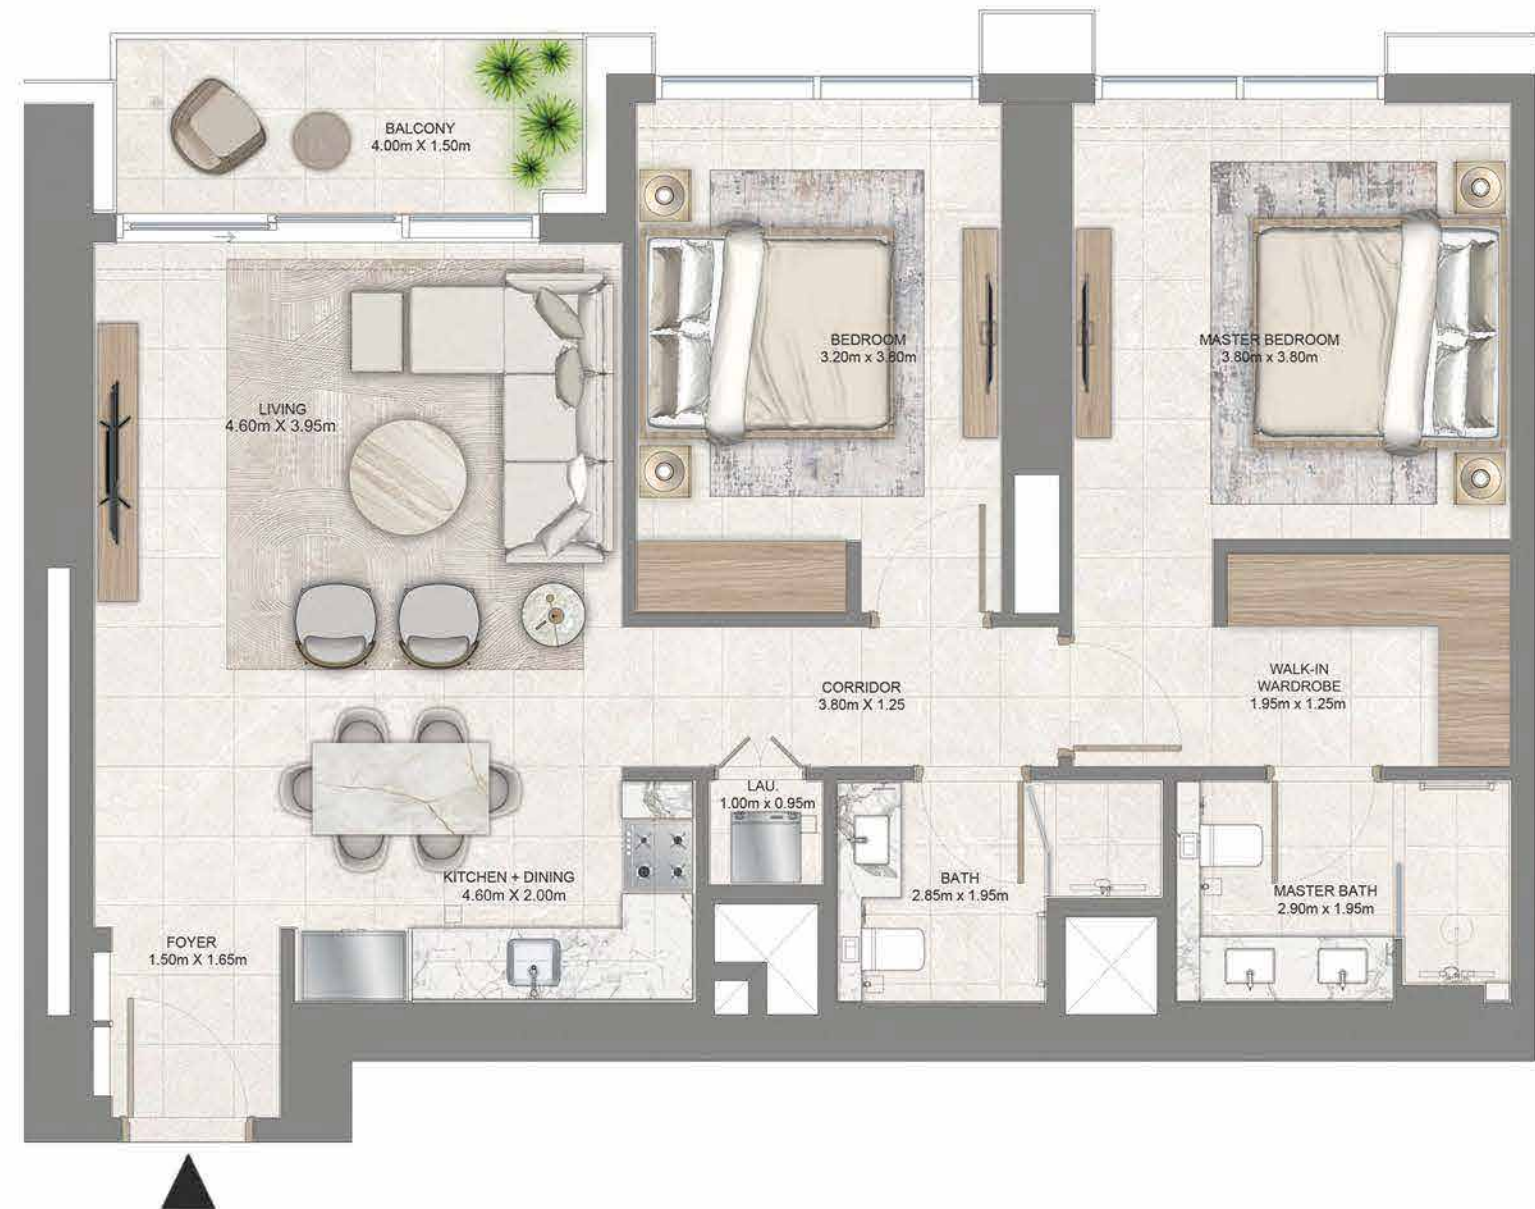 BALCONY
4.00m X 1.50m
BEDROOM
3.20m x 3.80m
MASTER BEDROOM
3.80m x 3.80m
LIVING
4.60m X 3.95m
CORRIDOR
3.80m X 1.25
WALK-IN
WARDROBE
1.95m x 1.25m
LAU.
1.00m x 0.95m
KITCHEN + DINING
4.60m X 2.00m
BATH
2.85m x 1.95m
MASTER BATH
2.90m x 1.95m
FOYER
1.50m X 1.65m